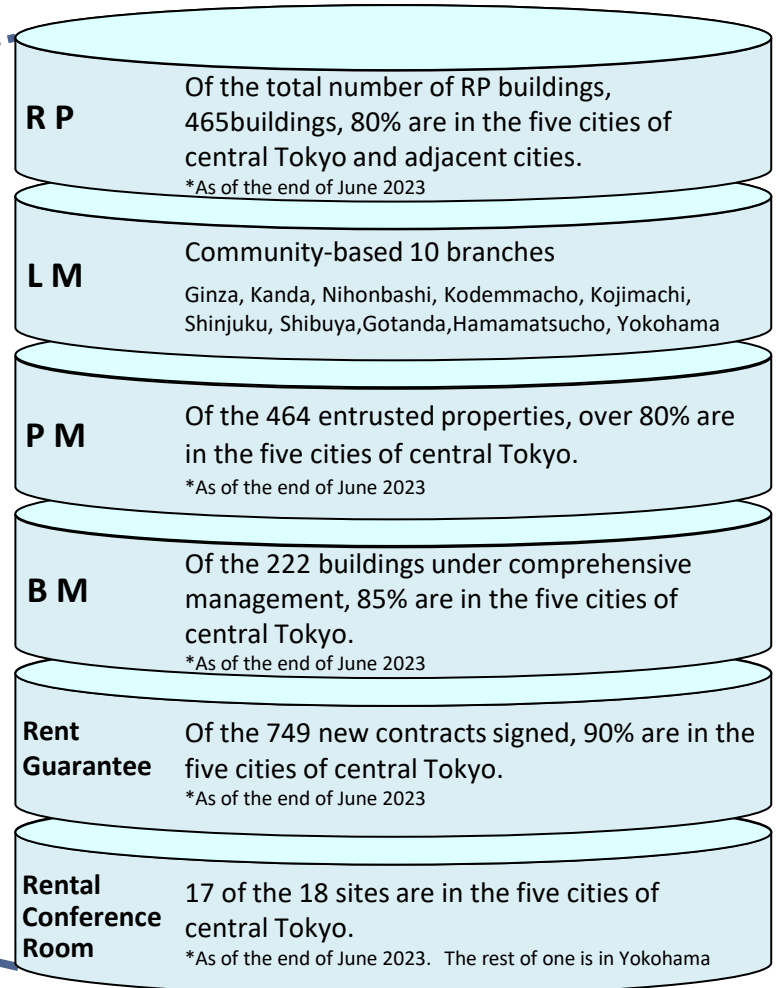 R P
Of the total number of RP buildings,
465buildings, 80% are in the five cities of
central Tokyo and adjacent cities.
*As of the end of June 2023
L M
Community-based 10 branches
Ginza, Kanda, Nihonbashi, Kodemmacho, Kojimachi,
Shinjuku, Shibuya,Gotanda,Hamamatsucho, Yokohama
P M
Of the 464 entrusted properties, over 80% are
in the five cities of central Tokyo.
*As of the end of June 2023
B M
Of the 222 buildings under comprehensive
management, 85% are in the five cities of
central Tokyo.
*As of the end of June 2023
Rent
Guarantee
Of the 749 new contracts signed, 90% are in the
five cities of central Tokyo.
*As of the end of June 2023
Rental
Conference
Room
17 of the 18 sites are in the five cities of
central Tokyo.
*As of the end of June 2023. The rest of one is in Yokohama